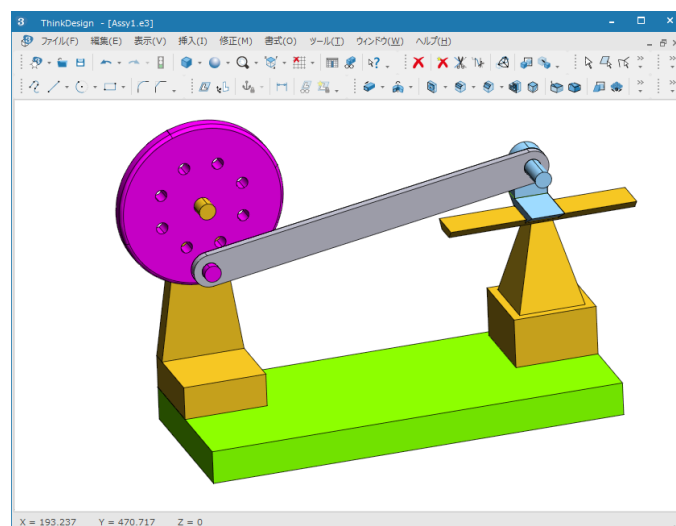 ThinkDesign - [Assy1.e3]
ファイル(F) 編集(E) 表示(V) 挿入(I) 修正(M) 書式(O) ツール(T) ウィンドウ(W) ヘルプ(H)
X = 193.237 Y = 470.717 Z = 0